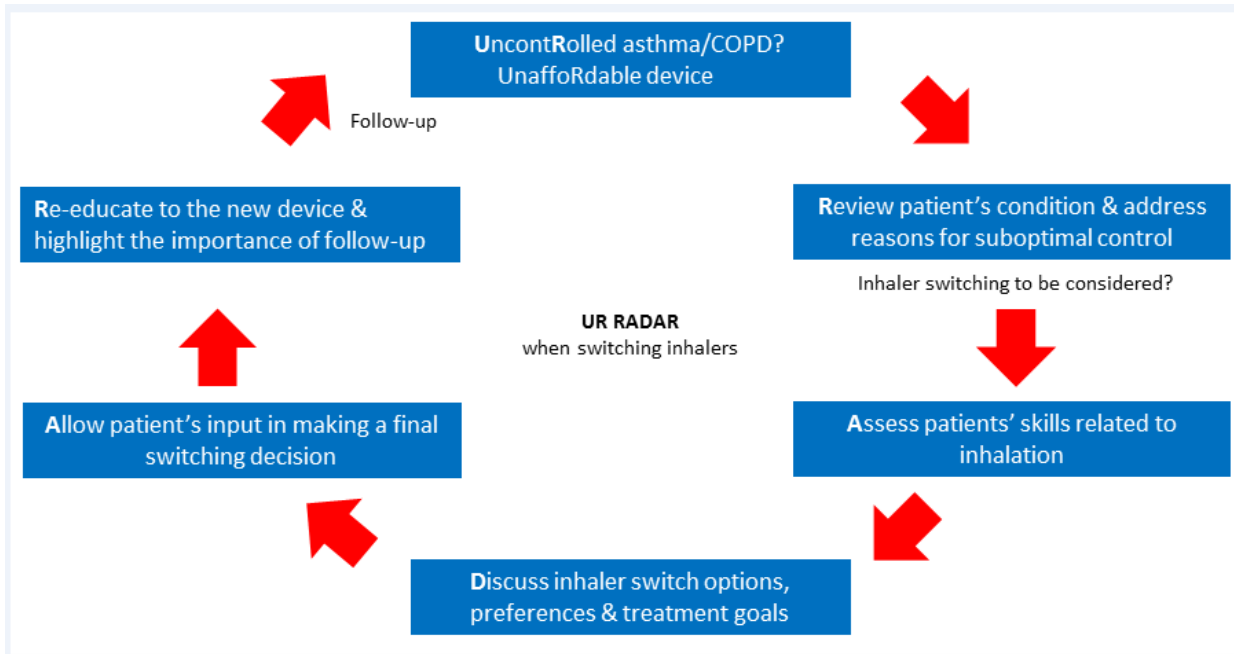 UncontRolled asthma/COPD?
UnaffoRdable device
Follow-up
Review patient's condition & address
reasons for suboptimal control
Inhaler switching to be considered?
Assess patients' skills related to
inhalation
Discuss inhaler switch options,
preferences & treatment goals
Allow patient's input in making a final
switching decision
Re-educate to the new device &
highlight the importance of follow-up
UR RADAR
when switching inhalers